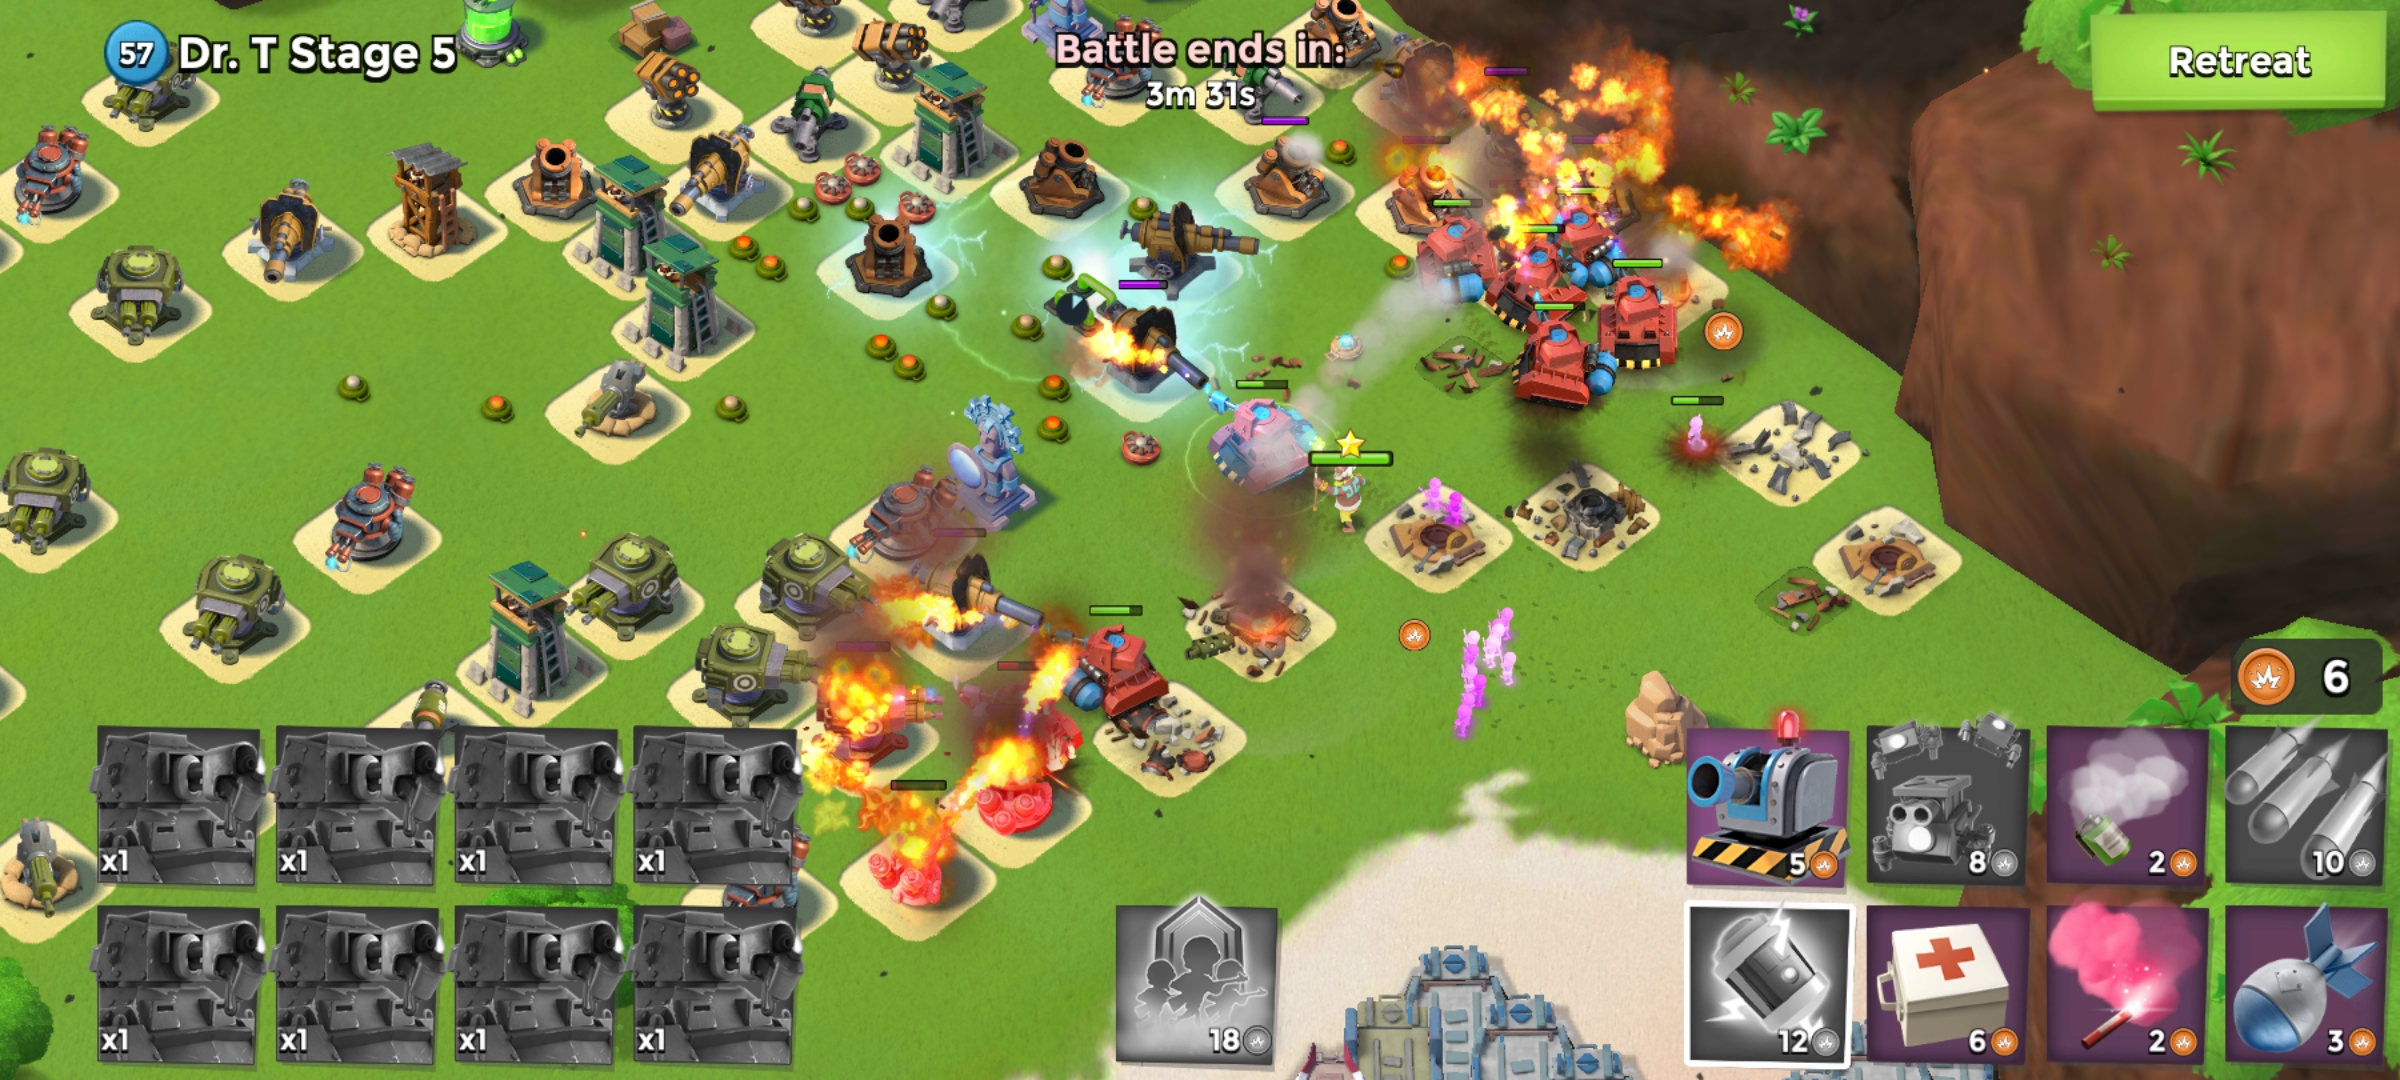 57 Dr. T Stage 5
Battle ends in:
3m 31s
Retreat
6
x1 x1 x1 x1
5 8 2 10
x1 x1 x1 x1
18
12 6 2 3